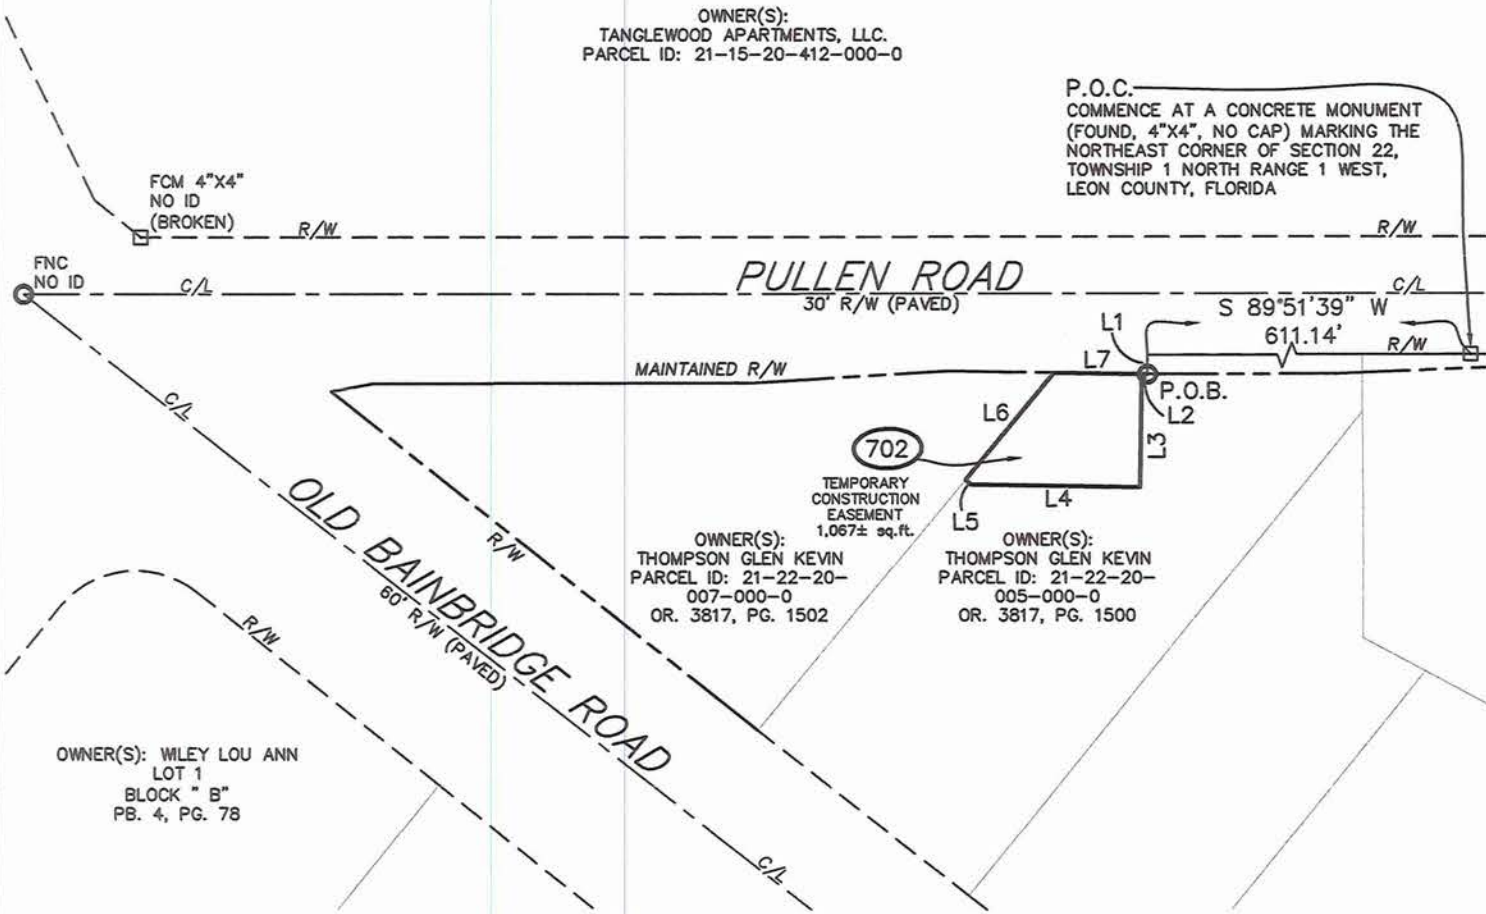 OWNER(S):
TANGLEWOOD APARTMENTS, LLC.
PARCEL ID: 21-15-20-412-000-0
P.O.C.
COMMENCE AT A CONCRETE MONUMENT
(FOUND, 4"X4", NO CAP) MARKING THE
NORTHEAST CORNER OF SECTION 22,
TOWNSHIP 1 NORTH RANGE 1 WEST,
LEON COUNTY, FLORIDA
FCM 4"X4"
NO ID
(BROKEN)
R/W
R/W
FNC
NO ID
C/L
PULLEN ROAD
30' R/W (PAVED)
C/L
S 89°51'39" W
611.14'
R/W
L1
L7
MAINTAINED R/W
P.O.B.
L2
L6
L3
702
TEMPORARY
CONSTRUCTION
EASEMENT
1,067± sq.ft.
L4
L5
C/L
OLD BAINBRIDGE ROAD
60' R/W (PAVED)
R/W
OWNER(S):
THOMPSON GLEN KEVIN
PARCEL ID: 21-22-20-
007-000-0
OR. 3817, PG. 1502
OWNER(S):
THOMPSON GLEN KEVIN
PARCEL ID: 21-22-20-
005-000-0
OR. 3817, PG. 1500
R/W
OWNER(S): WILEY LOU ANN
LOT 1
BLOCK " B"
PB. 4, PG. 78
C/L